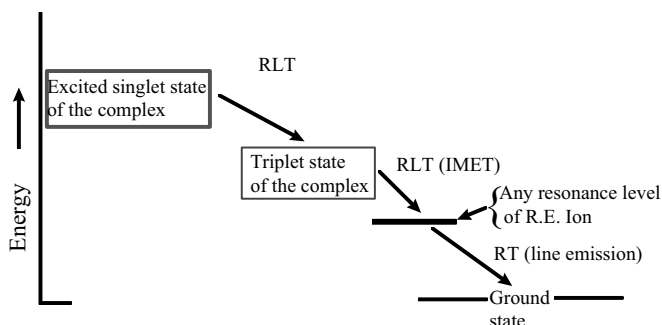 RLT
Excited singlet state
of the complex
Triplet state
of the complex
RLT (IMET)
Any resonance level
of R.E. Ion
RT (line emission)
Ground
state
Energy